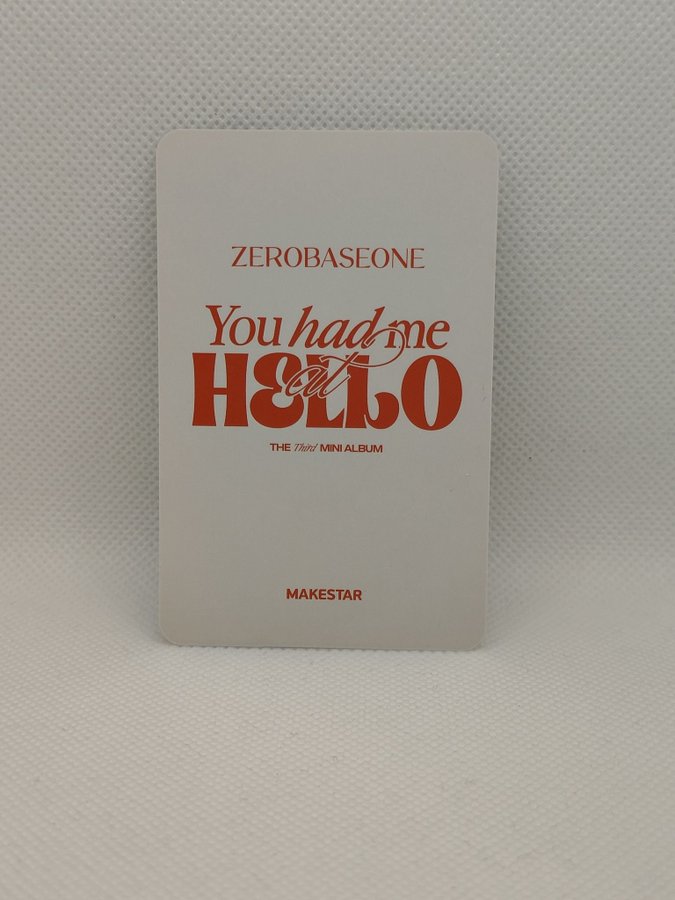 ZEROBASEONE
You had me
at
HELLO
THE Third MINI ALBUM
MAKESTAR